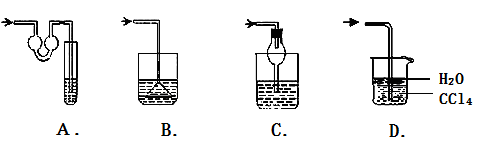 H₂O
CCl₄
A. B. C. D.